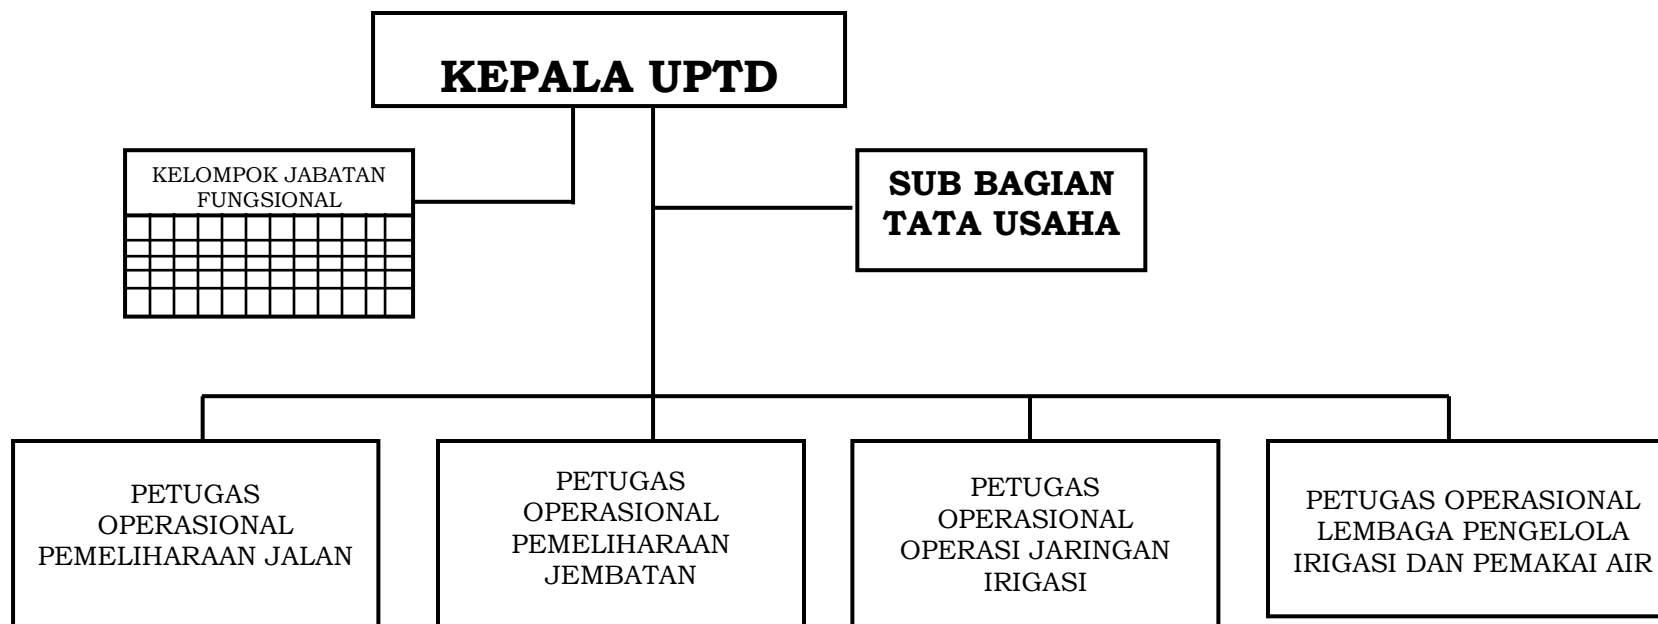 KEPALA UPTD
KELOMPOK JABATAN
FUNGSIONAL
SUB BAGIAN
TATA USAHA
PETUGAS
OPERASIONAL
PEMELIHARAAN JALAN
PETUGAS
OPERASIONAL
PEMELIHARAAN
JEMBATAN
PETUGAS
OPERASIONAL
OPERASI JARINGAN
IRIGASI
PETUGAS OPERASIONAL
LEMBAGA PENGELOLA
IRIGASI DAN PEMAKAI AIR